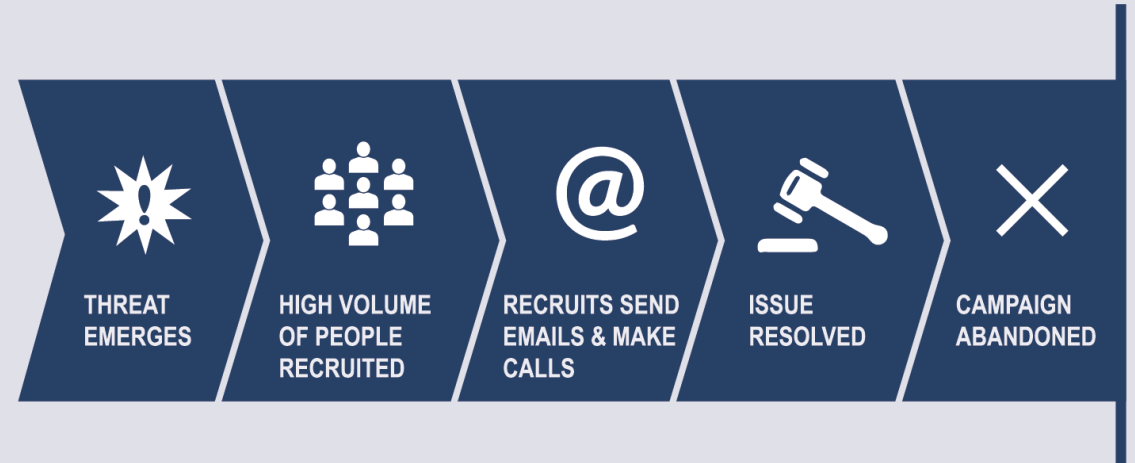 THREAT
EMERGES
HIGH VOLUME
OF PEOPLE
RECRUITED
RECRUITS SEND
EMAILS & MAKE
CALLS
ISSUE
RESOLVED
CAMPAIGN
ABANDONED